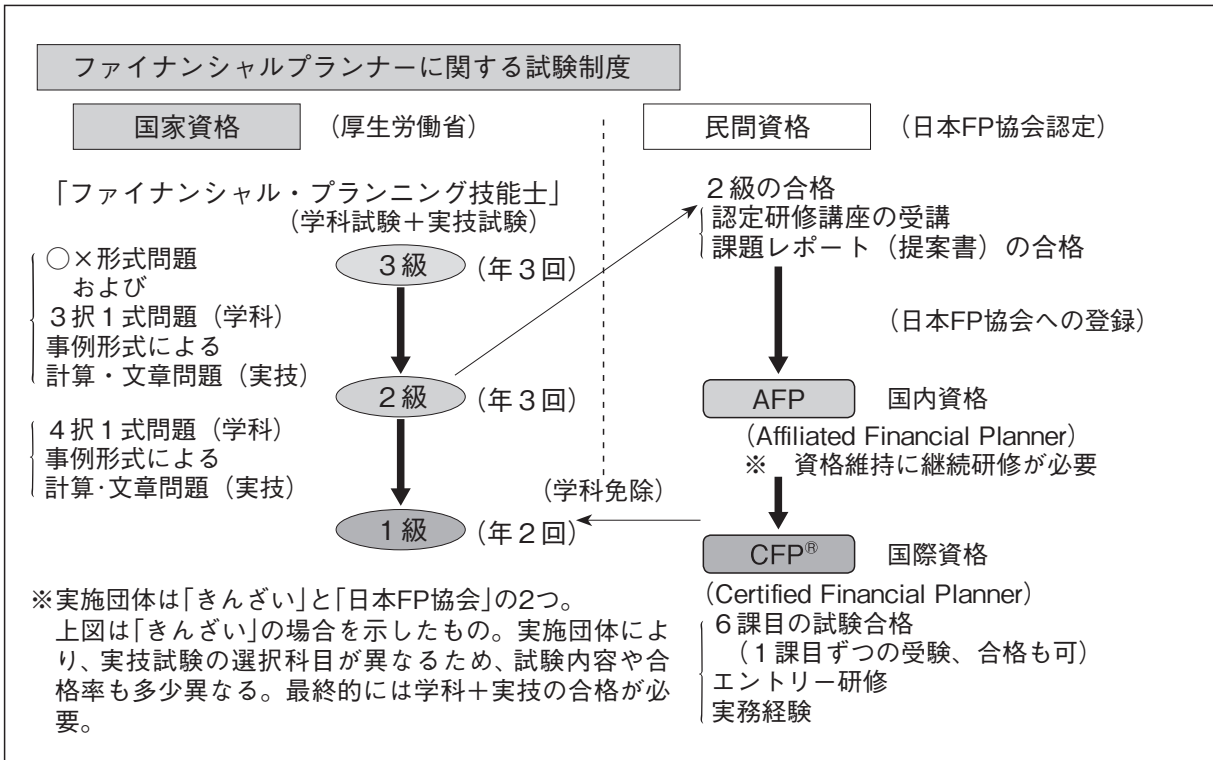 ファイナンシャルプランナーに関する試験制度
国家資格 （厚生労働省）
「ファイナンシャル・プランニング技能士」
（学科試験＋実技試験）
○×形式問題
および
３択１式問題（学科）
事例形式による
計算・文章問題（実技）
３級 （年３回）
２級 （年３回）
４択１式問題（学科）
事例形式による
計算・文章問題（実技）
１級 （年２回）
（学科免除）
※実施団体は「きんざい」と「日本FP協会」の2つ。
上図は「きんざい」の場合を示したもの。実施団体によ
り、実技試験の選択科目が異なるため、試験内容や合
格率も多少異なる。最終的には学科＋実技の合格が必
要。
民間資格 （日本FP協会認定）
２級の合格
認定研修講座の受講
課題レポート（提案書）の合格
（日本FP協会への登録）
AFP 国内資格
（Affiliated Financial Planner）
※ 資格維持に継続研修が必要
CFP® 国際資格
（Certified Financial Planner）
６課目の試験合格
（１課目ずつの受験、合格も可）
エントリー研修
実務経験